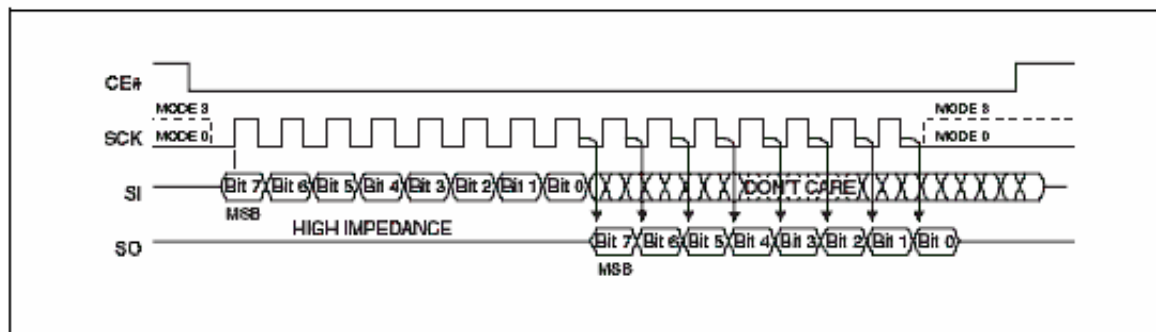 CE#
MODE 3 MODE 3
SCK MODE 0 MODE 0
SI Bit 7 Bit 6 Bit 5 Bit 4 Bit 3 Bit 2 Bit 1 Bit 0 DON'T CARE
MSB
HIGH IMPEDANCE
SO Bit 7 Bit 6 Bit 5 Bit 4 Bit 3 Bit 2 Bit 1 Bit 0
MSB